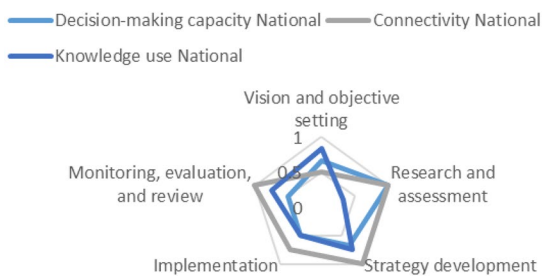 Decision-making capacity National Connectivity National
Knowledge use National
Vision and objective
setting
1
Monitoring, evaluation,
and review
0.5
Research and
assessment
0
Implementation
Strategy development